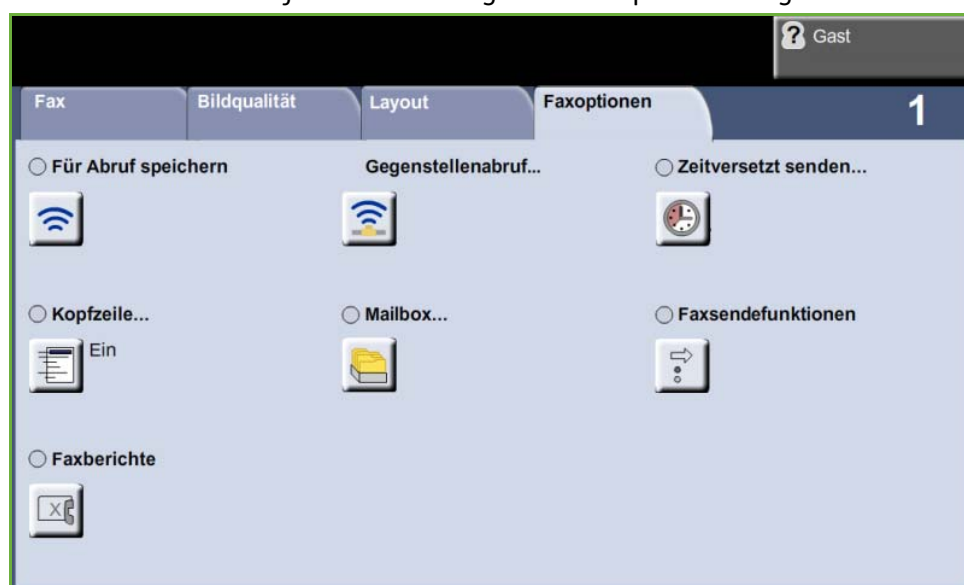 ? Gast
Fax Bildqualität Layout Faxoptionen 1
Für Abruf speichern Gegenstellenabruf... Zeitversetzt senden...
Kopfzeile... Mailbox... Faxsendefunktionen
Ein
Faxberichte
X